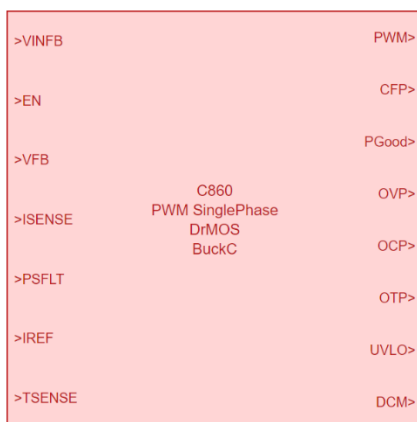 >VINFB
>EN
>VFB
>ISENSE
>PSFLT
>IREF
>TSENSE
C860
PWM SinglePhase
DrMOS
BuckC
PWM>
CFP>
PGood>
OVP>
OCP>
OTP>
UVLO>
DCM>